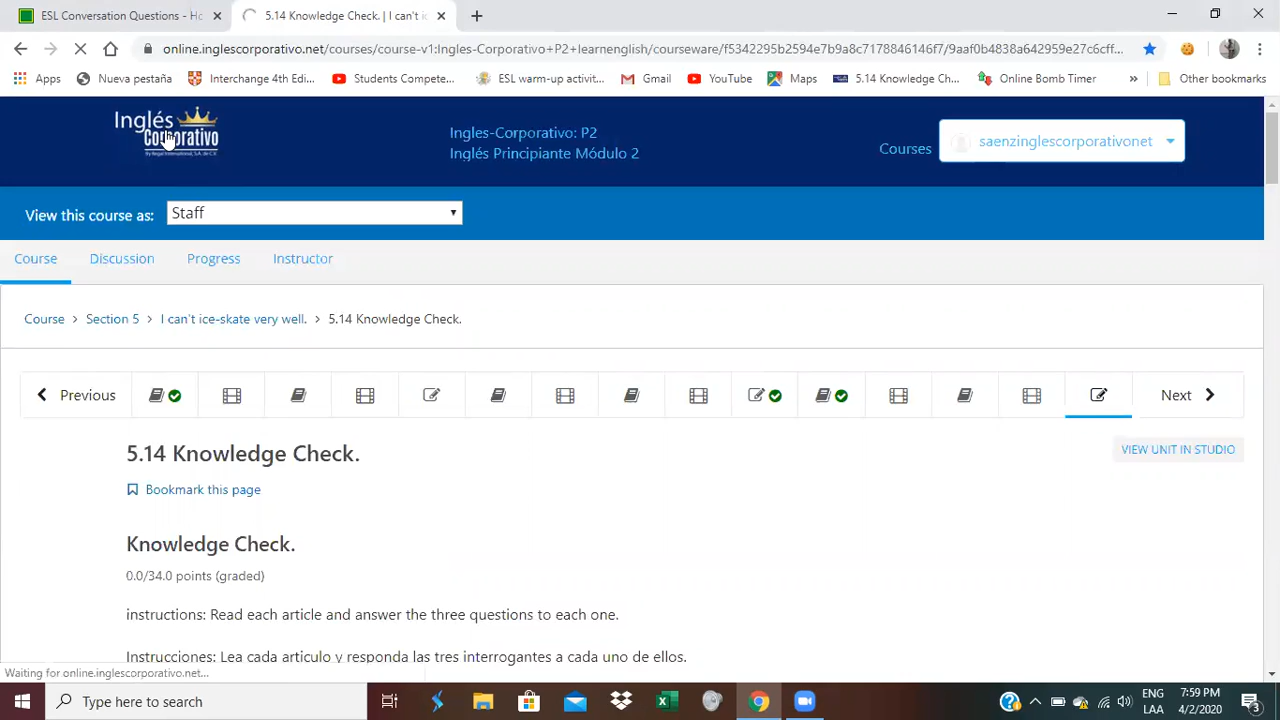 ESL Conversation Questions - Ho
5.14 Knowledge Check. | I can't i
online.inglescorporativo.net/courses/course-v1:Ingles-Corporativo+P2+learnenglish/courseware/f5342295b2594e7b9a8c7178846146f7/9aaf0b4838a642959e27c6cff...
Apps Nueva pestaña Interchange 4th Edi... Students Compete... ESL warm-up activit... Gmail YouTube Maps 5.14 Knowledge Ch... Online Bomb Timer » Other bookmarks
Inglés
Corporativo
Ingles-Corporativo: P2
Inglés Principiante Módulo 2
Courses
saenzinglescorporativonet
View this course as: Staff
Course Discussion Progress Instructor
Course > Section 5 > I can't ice-skate very well. > 5.14 Knowledge Check.
Previous Next
5.14 Knowledge Check.
VIEW UNIT IN STUDIO
Bookmark this page
Knowledge Check.
0.0/34.0 points (graded)
instructions: Read each article and answer the three questions to each one.
Instrucciones: Lea cada articulo y responda las tres interrogantes a cada uno de ellos.
Waiting for online.inglescorporativo.net...
Type here to search
ENG
LAA
7:59 PM
4/2/2020
3